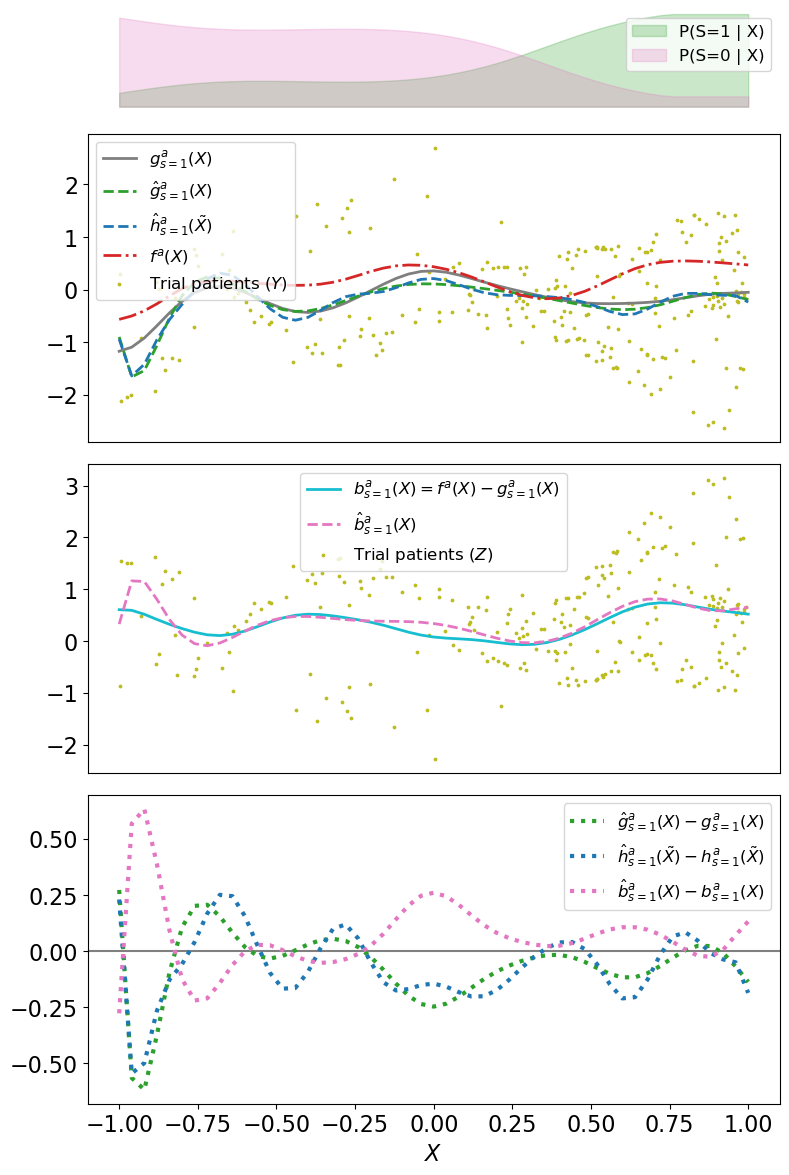 P(S=1 | X)
P(S=0 | X)
2
1
0
−1
−2
g^a_{s=1}(X)
ĝ^a_{s=1}(X)
ĥ^a_{s=1}(X̃)
f^a(X)
Trial patients (Y)
3
2
1
0
−1
−2
b^a_{s=1}(X) = f^a(X) − g^a_{s=1}(X)
b̂^a_{s=1}(X)
Trial patients (Z)
0.50
0.25
0.00
−0.25
−0.50
ĝ^a_{s=1}(X) − g^a_{s=1}(X)
ĥ^a_{s=1}(X̃) − h^a_{s=1}(X̃)
b̂^a_{s=1}(X) − b^a_{s=1}(X)
−1.00 −0.75 −0.50 −0.25 0.00 0.25 0.50 0.75 1.00
X